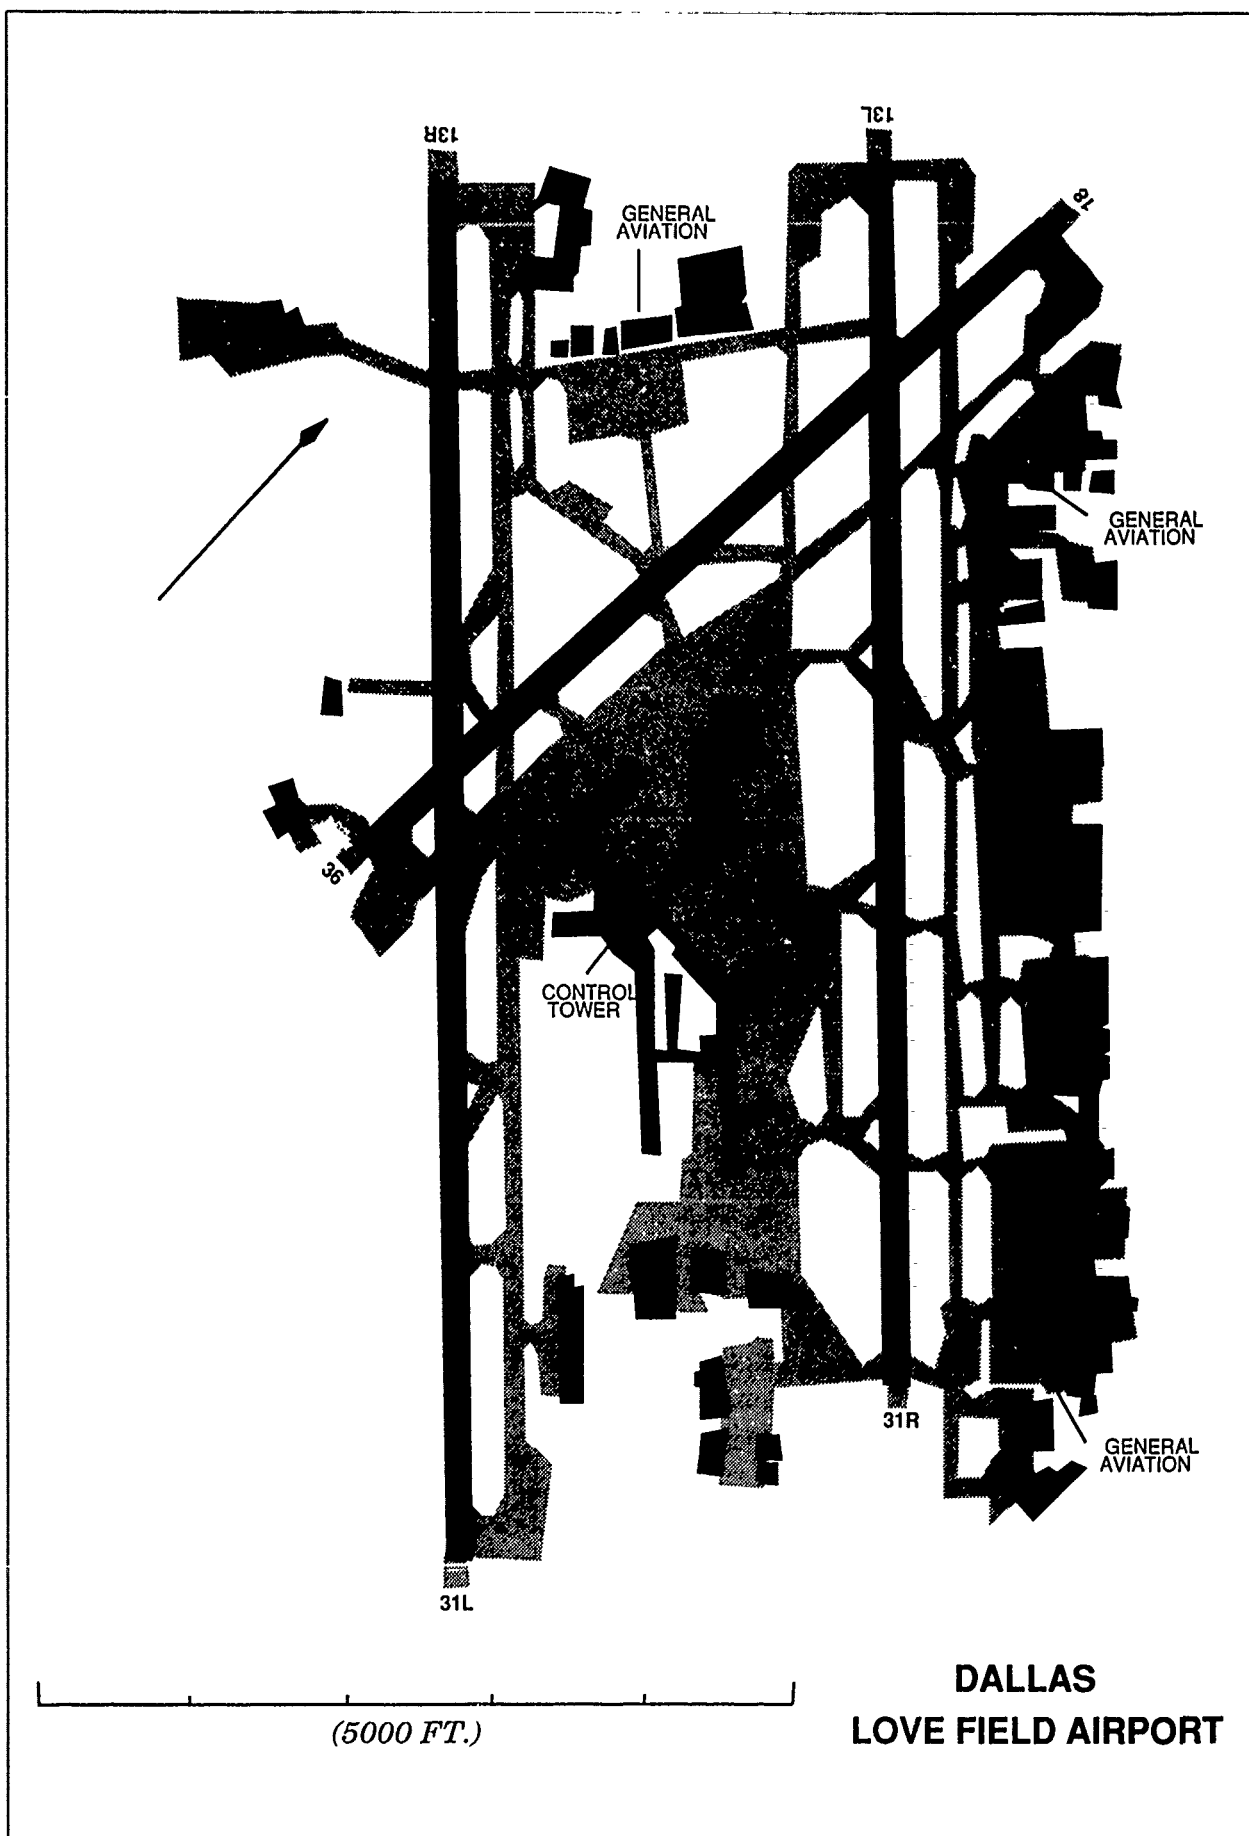 13R
13L
18
GENERAL
AVIATION
GENERAL
AVIATION
36
CONTROL
TOWER
31R
GENERAL
AVIATION
31L
(5000 FT.)
DALLAS
LOVE FIELD AIRPORT